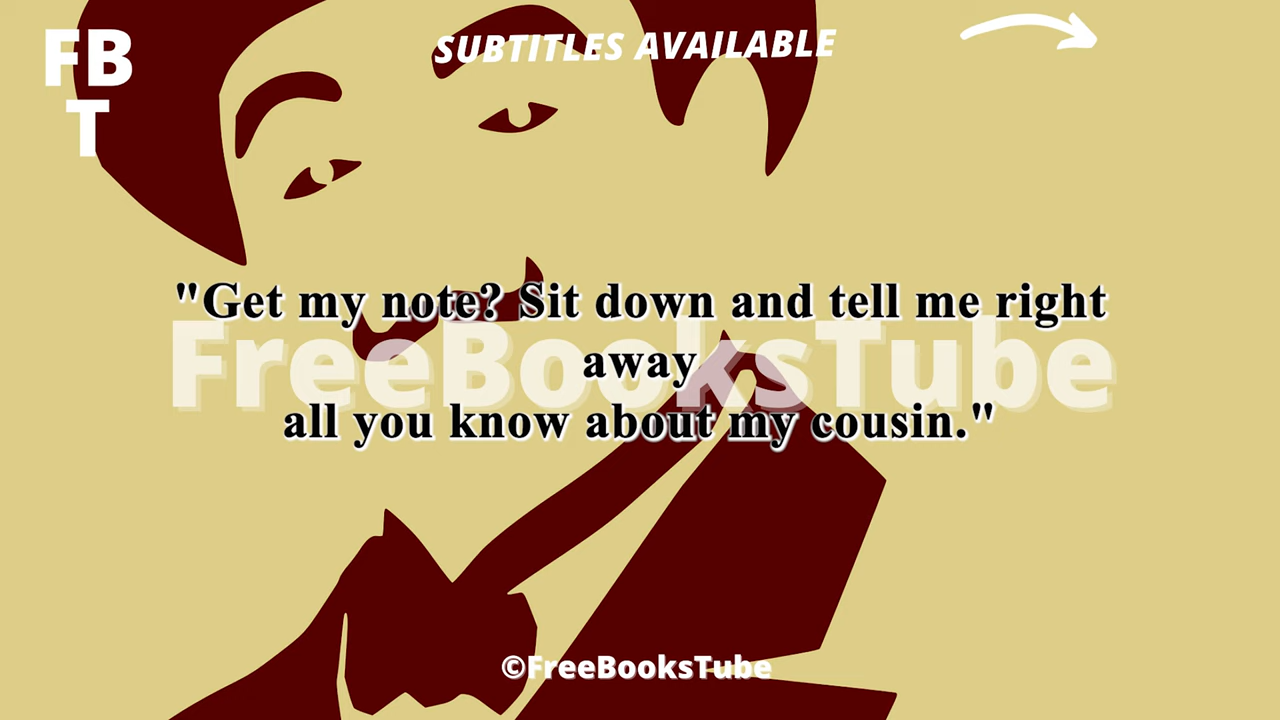 FB
T
SUBTITLES AVAILABLE
"Get my note? Sit down and tell me right
away
all you know about my cousin."
FreeBooksTube
©FreeBooksTube